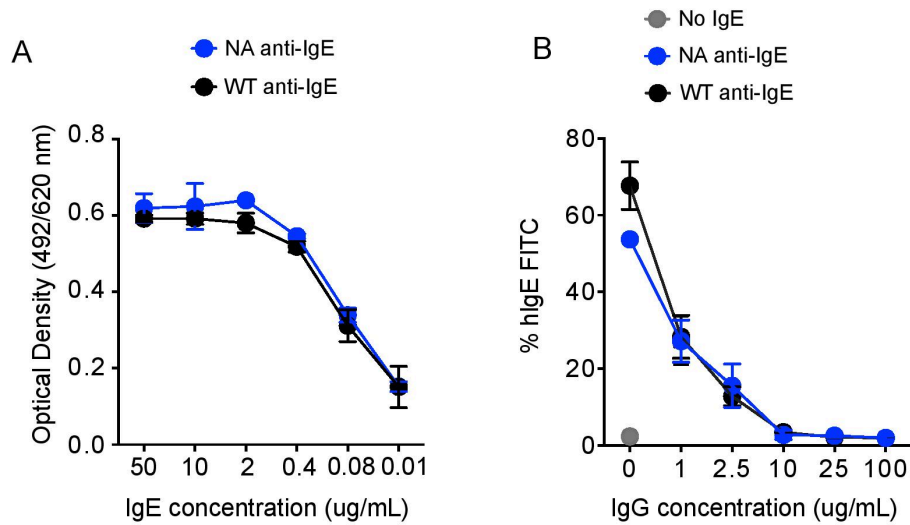 A
NA anti-IgE
WT anti-IgE
Optical Density (492/620 nm)
0.8
0.6
0.4
0.2
0.0
50 10 2 0.4 0.08 0.01
IgE concentration (ug/mL)
B
No IgE
NA anti-IgE
WT anti-IgE
% hIgE FITC
80
60
40
20
0
0 1 2.5 10 25 100
IgG concentration (ug/mL)